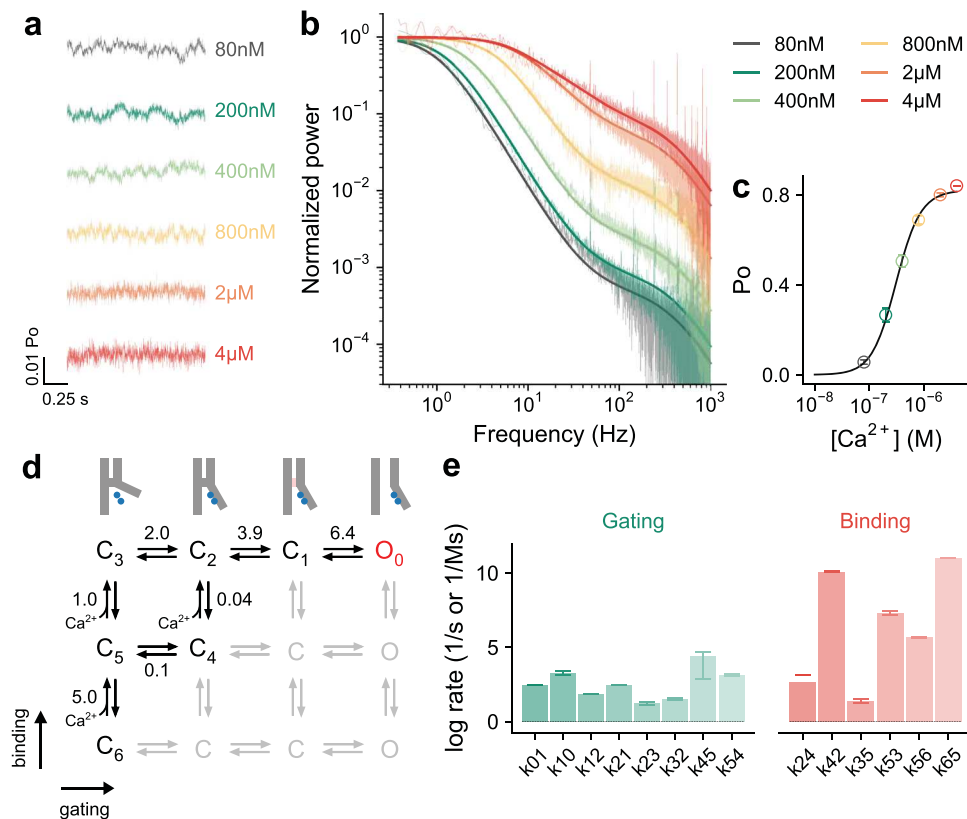 a
80nM
200nM
400nM
800nM
2µM
4µM
0.01 Po
0.25 s
b
Normalized power
10⁰
10⁻¹
10⁻²
10⁻³
10⁻⁴
10⁰ 10¹ 10² 10³
Frequency (Hz)
80nM 800nM
200nM 2µM
400nM 4µM
c
Po
0.8
0.4
0.0
10⁻⁸ 10⁻⁷ 10⁻⁶
[Ca²⁺] (M)
d
2.0 3.9 6.4
C₃ C₂ C₁ O₀
1.0 0.04
Ca²⁺ Ca²⁺
C₅ C₄ C O
0.1
5.0
Ca²⁺
C₆ C C O
binding
gating
e
log rate (1/s or 1/Ms)
Gating Binding
10
5
0
k01 k10 k12 k21 k23 k32 k45 k54 k24 k42 k35 k53 k56 k65